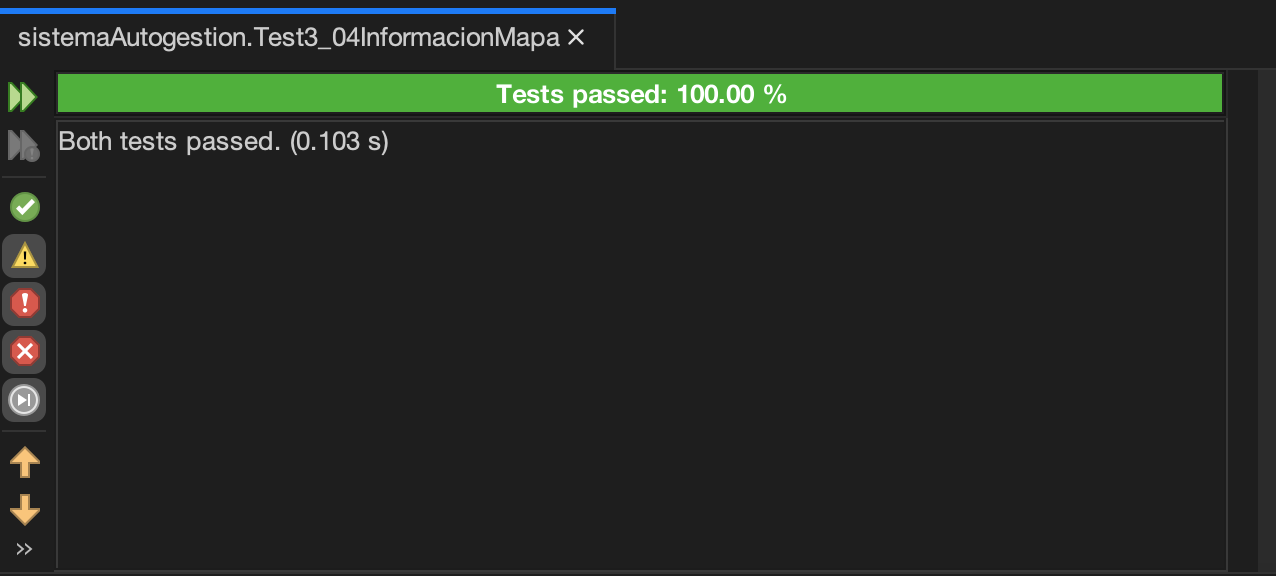 sistemaAutogestion.Test3_04InformacionMapa
Tests passed: 100.00 %
Both tests passed. (0.103 s)